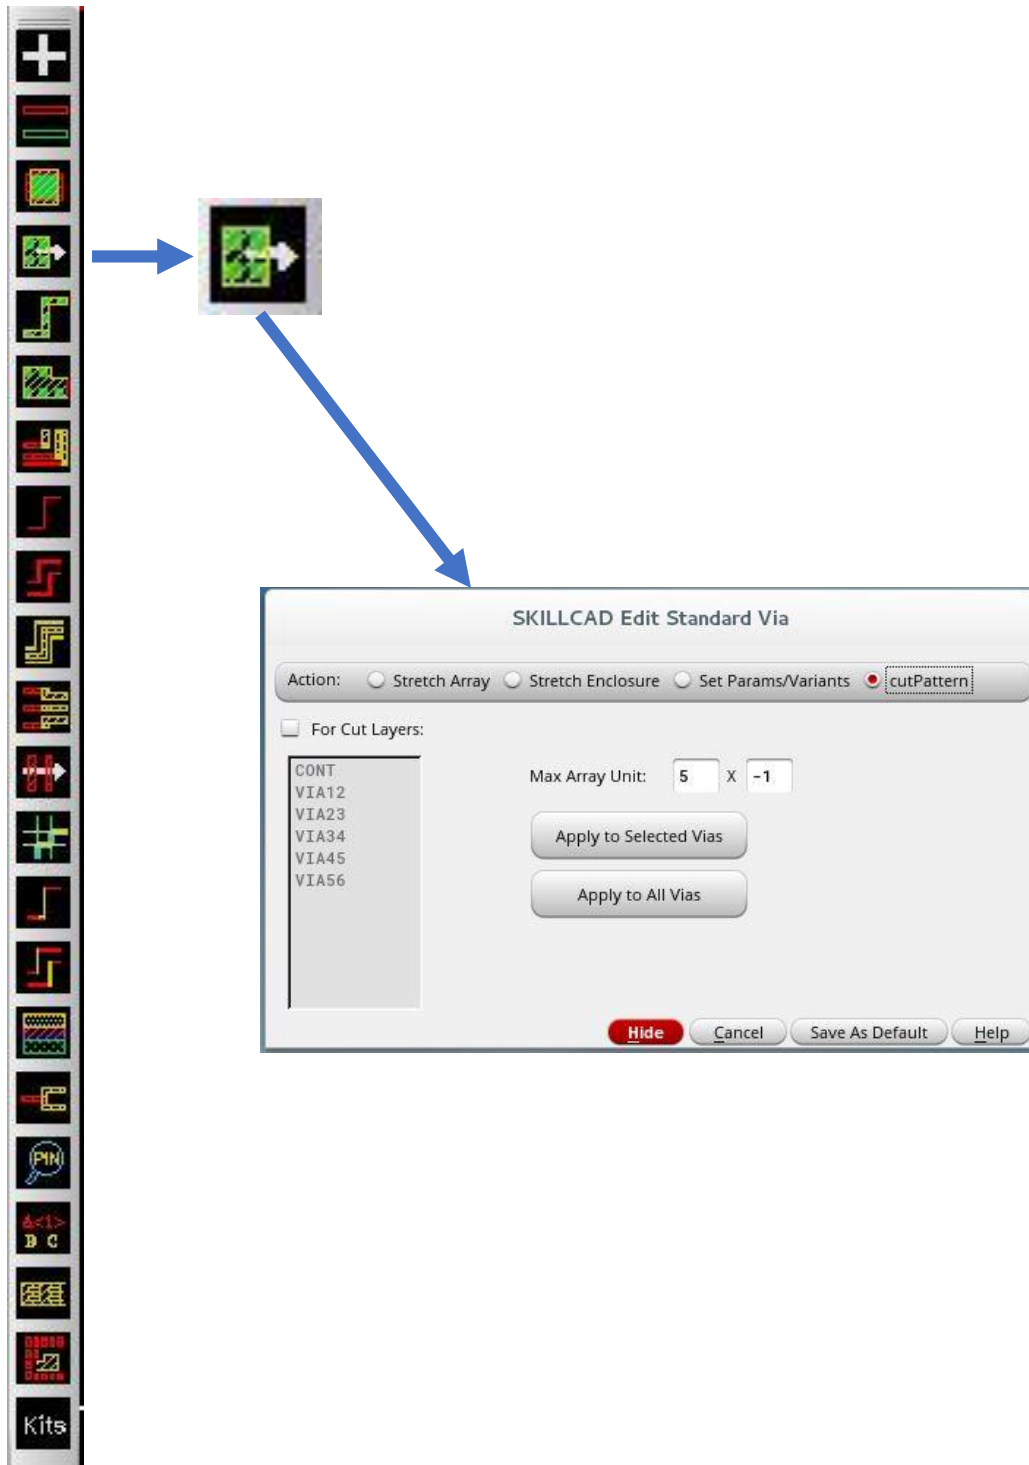 PIN
&<1>
B C
Kits
SKILLCAD Edit Standard Via
Action: Stretch Array Stretch Enclosure Set Params/Variants cutPattern
For Cut Layers:
CONT
VIA12
VIA23
VIA34
VIA45
VIA56
Max Array Unit: 5 X -1
Apply to Selected Vias
Apply to All Vias
Hide Cancel Save As Default Help